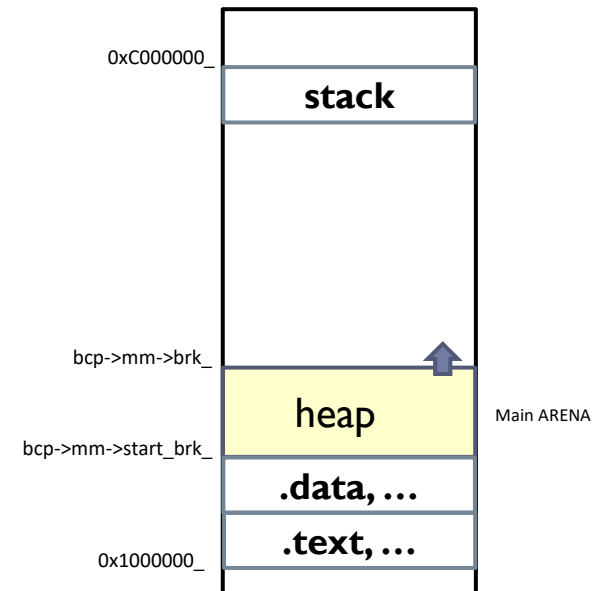 0xC000000_
stack
bcp->mm->brk_
heap
Main ARENA
bcp->mm->start_brk_
.data, …
.text, …
0x1000000_